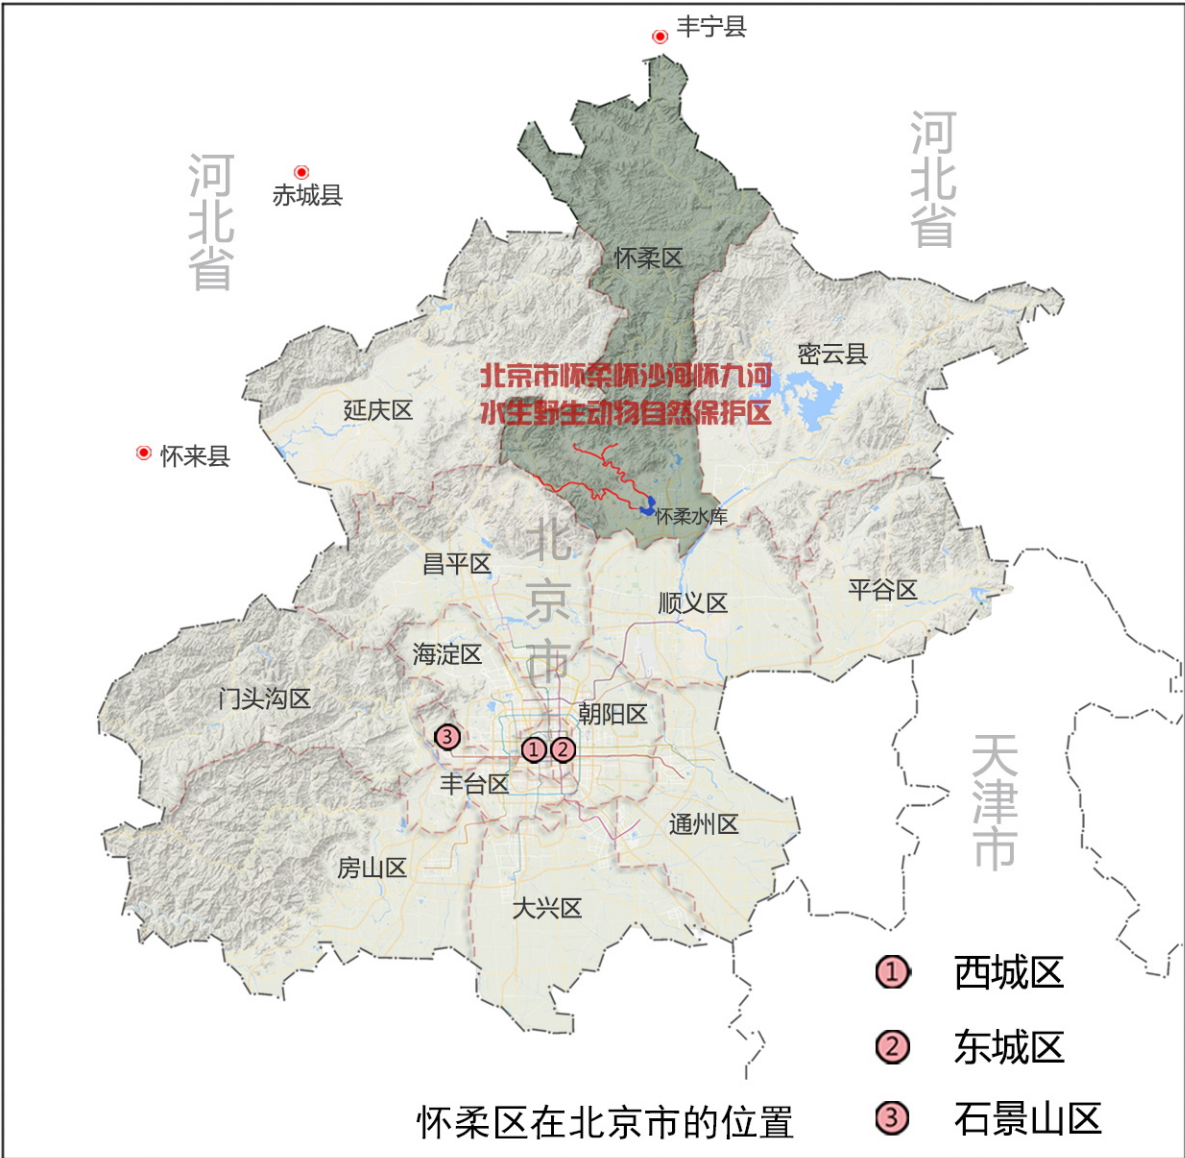 丰宁县
河北省
河北省
赤城县
怀柔区
密云县
北京市怀柔怀沙河怀九河
水生野生动物自然保护区
延庆区
怀来县
怀柔水库
北京市
昌平区
平谷区
顺义区
海淀区
门头沟区
朝阳区
3
1
2
天津市
丰台区
通州区
房山区
大兴区
1 西城区
2 东城区
3 石景山区
怀柔区在北京市的位置